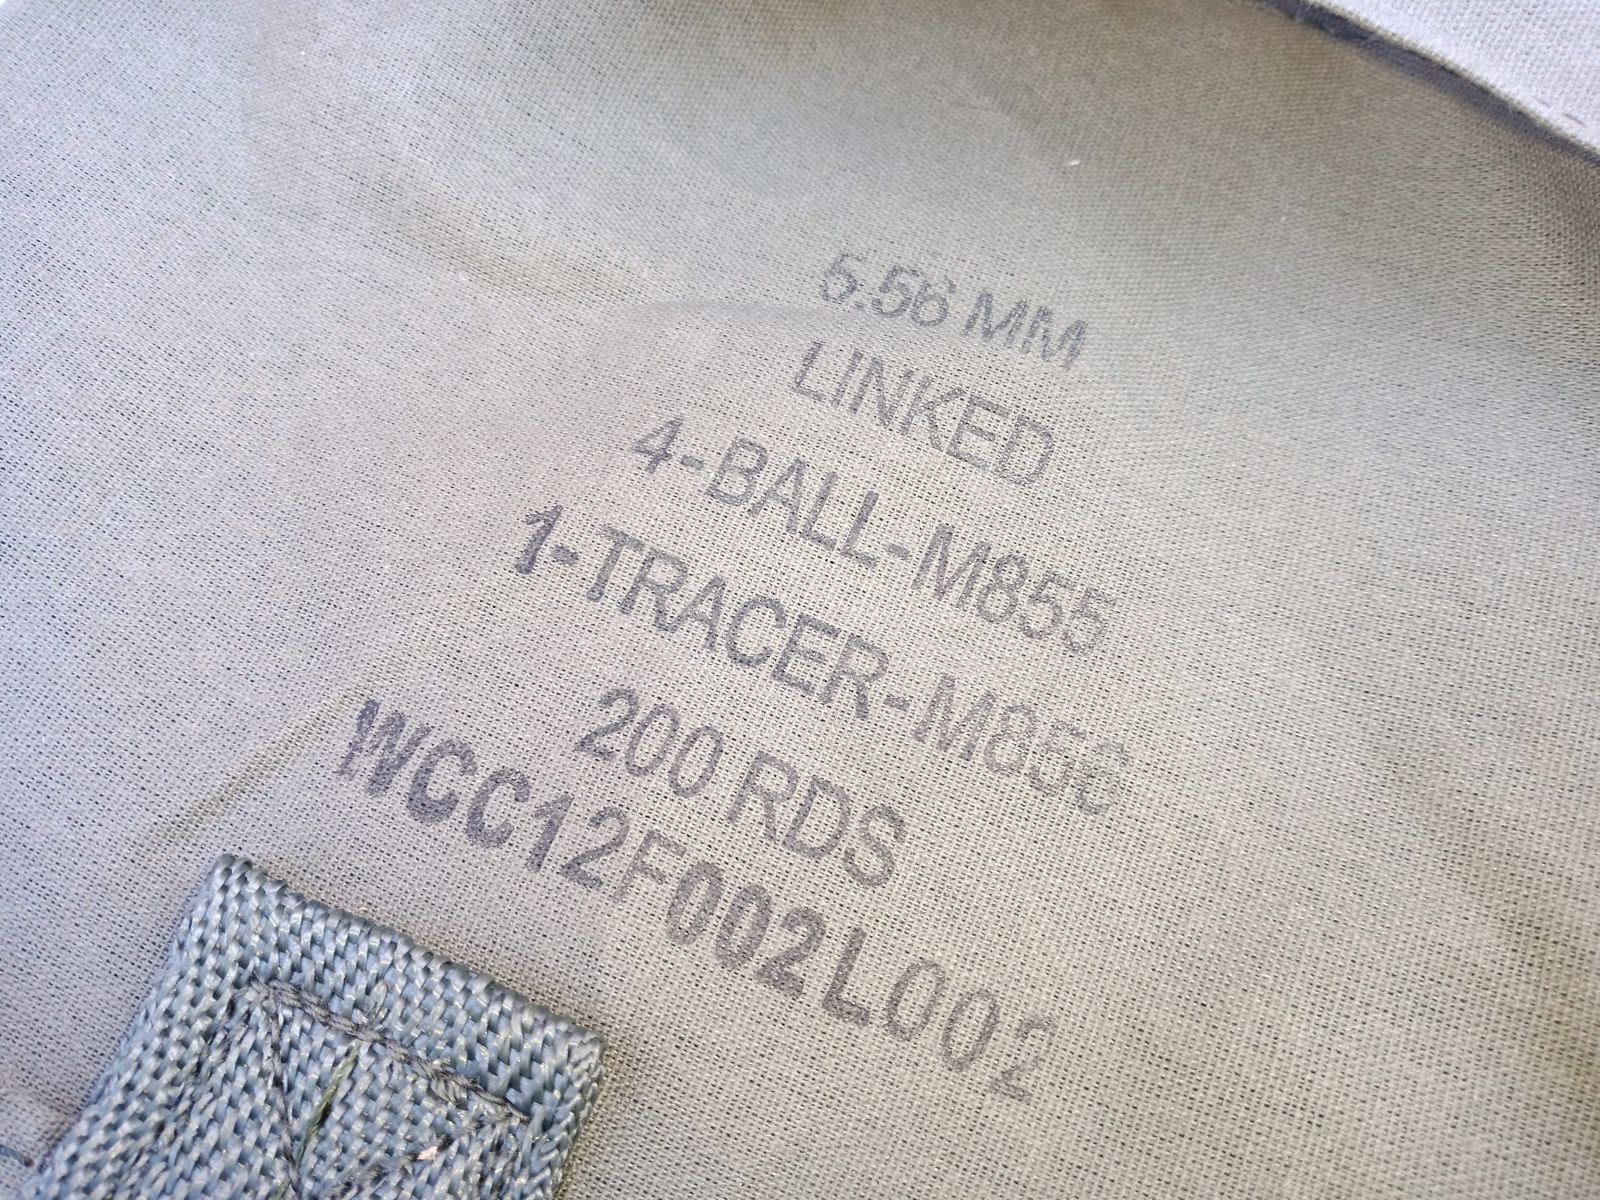 5.56 MM
LINKED
4-BALL-M855
1-TRACER-M856
200 RDS
WCC12F002L002